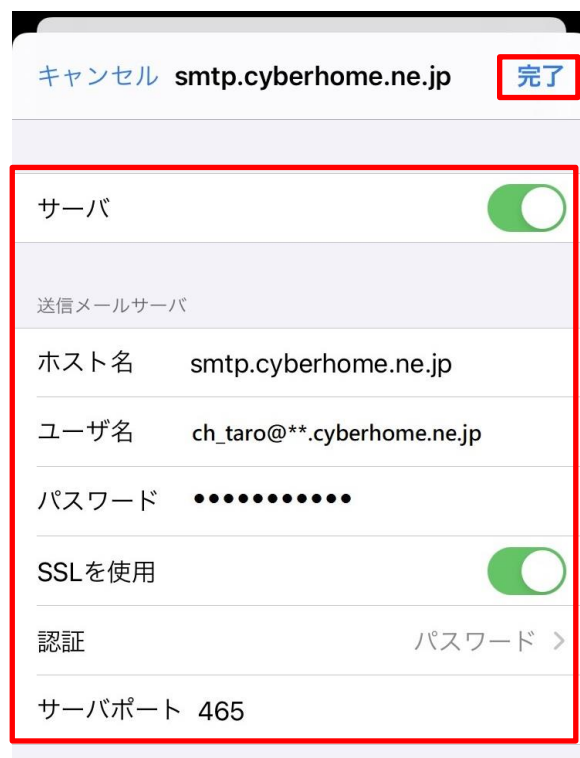 キャンセル smtp.cyberhome.ne.jp 完了
サーバ
送信メールサーバ
ホスト名 smtp.cyberhome.ne.jp
ユーザ名 ch_taro@**.cyberhome.ne.jp
パスワード ●●●●●●●●●●●
SSLを使用
認証 パスワード >
サーバポート 465